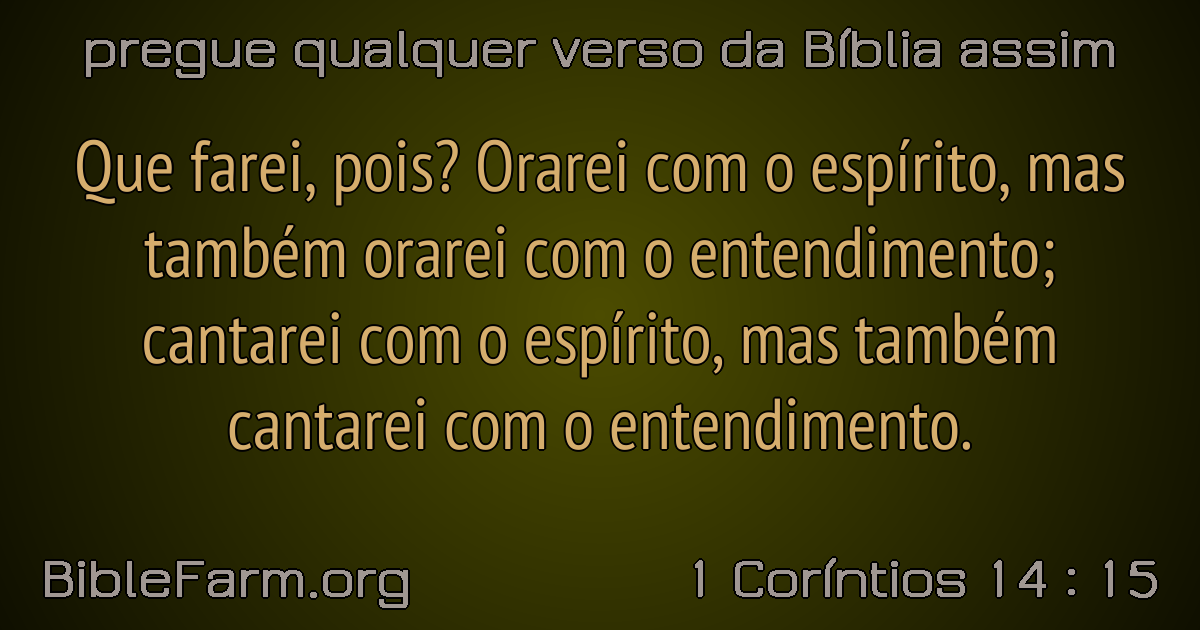 pregue qualquer verso da Bíblia assim
Que farei, pois? Orarei com o espírito, mas
também orarei com o entendimento;
cantarei com o espírito, mas também
cantarei com o entendimento.
BibleFarm.org
1 Coríntios 14 : 15